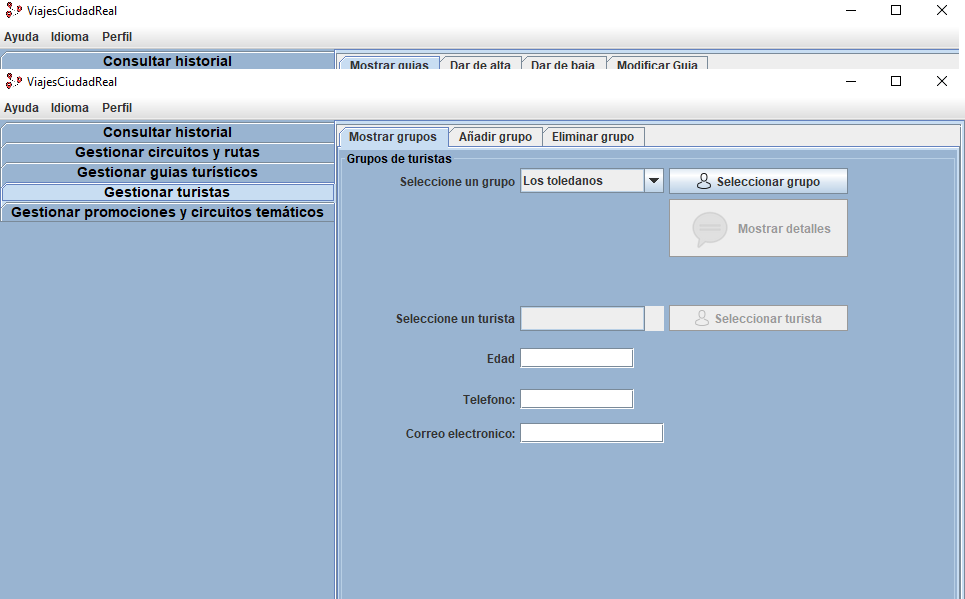 ViajesCiudadReal
Ayuda Idioma Perfil
Consultar historial
Mostrar guias Dar de alta Dar de baja Modificar Guia
ViajesCiudadReal
Ayuda Idioma Perfil
Consultar historial
Gestionar circuitos y rutas
Gestionar guias turísticos
Gestionar turistas
Gestionar promociones y circuitos temáticos
Mostrar grupos Añadir grupo Eliminar grupo
Grupos de turistas
Seleccione un grupo Los toledanos Seleccionar grupo
Mostrar detalles
Seleccione un turista Seleccionar turista
Edad
Telefono:
Correo electronico: